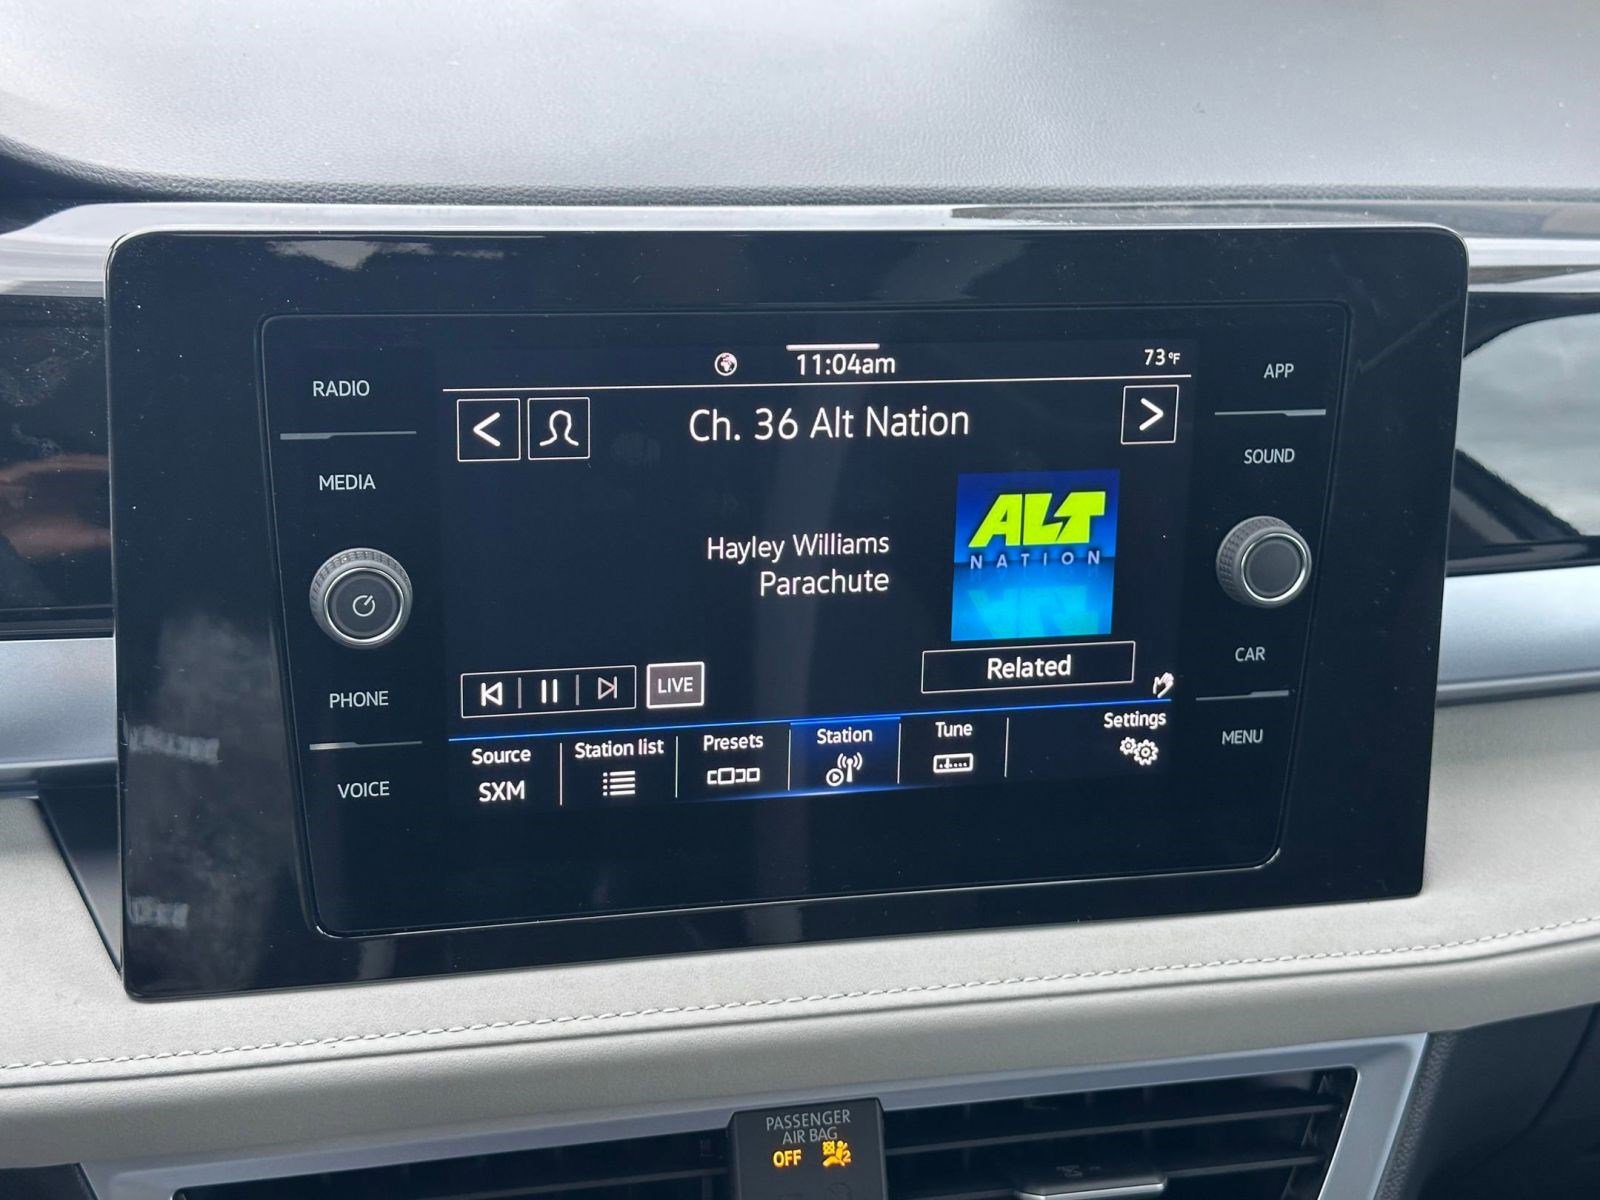 11:04am
73°F
RADIO
APP
Ch. 36 Alt Nation
MEDIA
SOUND
ALT
NATION
Hayley Williams
Parachute
PHONE
CAR
Related
LIVE
VOICE
MENU
Source
SXM
Station list
Presets
Station
Tune
Settings
PASSENGER
AIR BAG
OFF
2